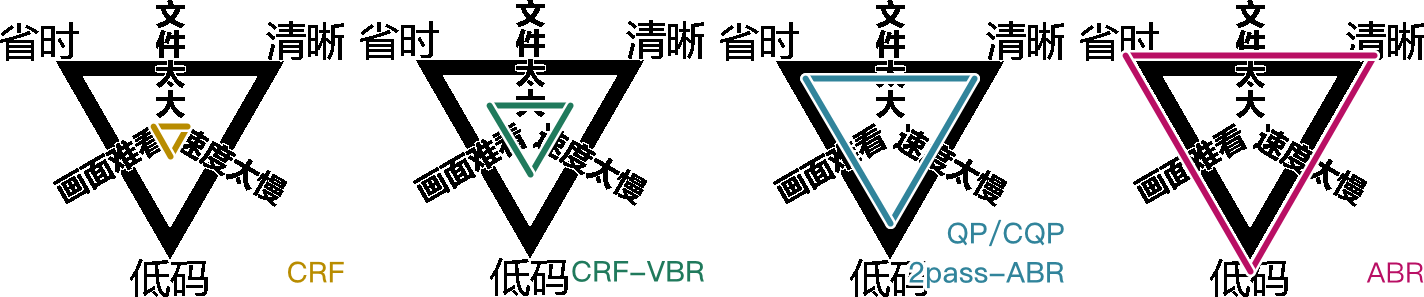 省时
文件太大
清晰
画面难看
速度太慢
低码
CRF
省时
文件太大
清晰
画面难看
速度太慢
低码
CRF-VBR
省时
文件太大
清晰
画面难看
速度太慢
低码
QP/CQP
2pass-ABR
省时
文件太大
清晰
画面难看
速度太慢
低码
ABR